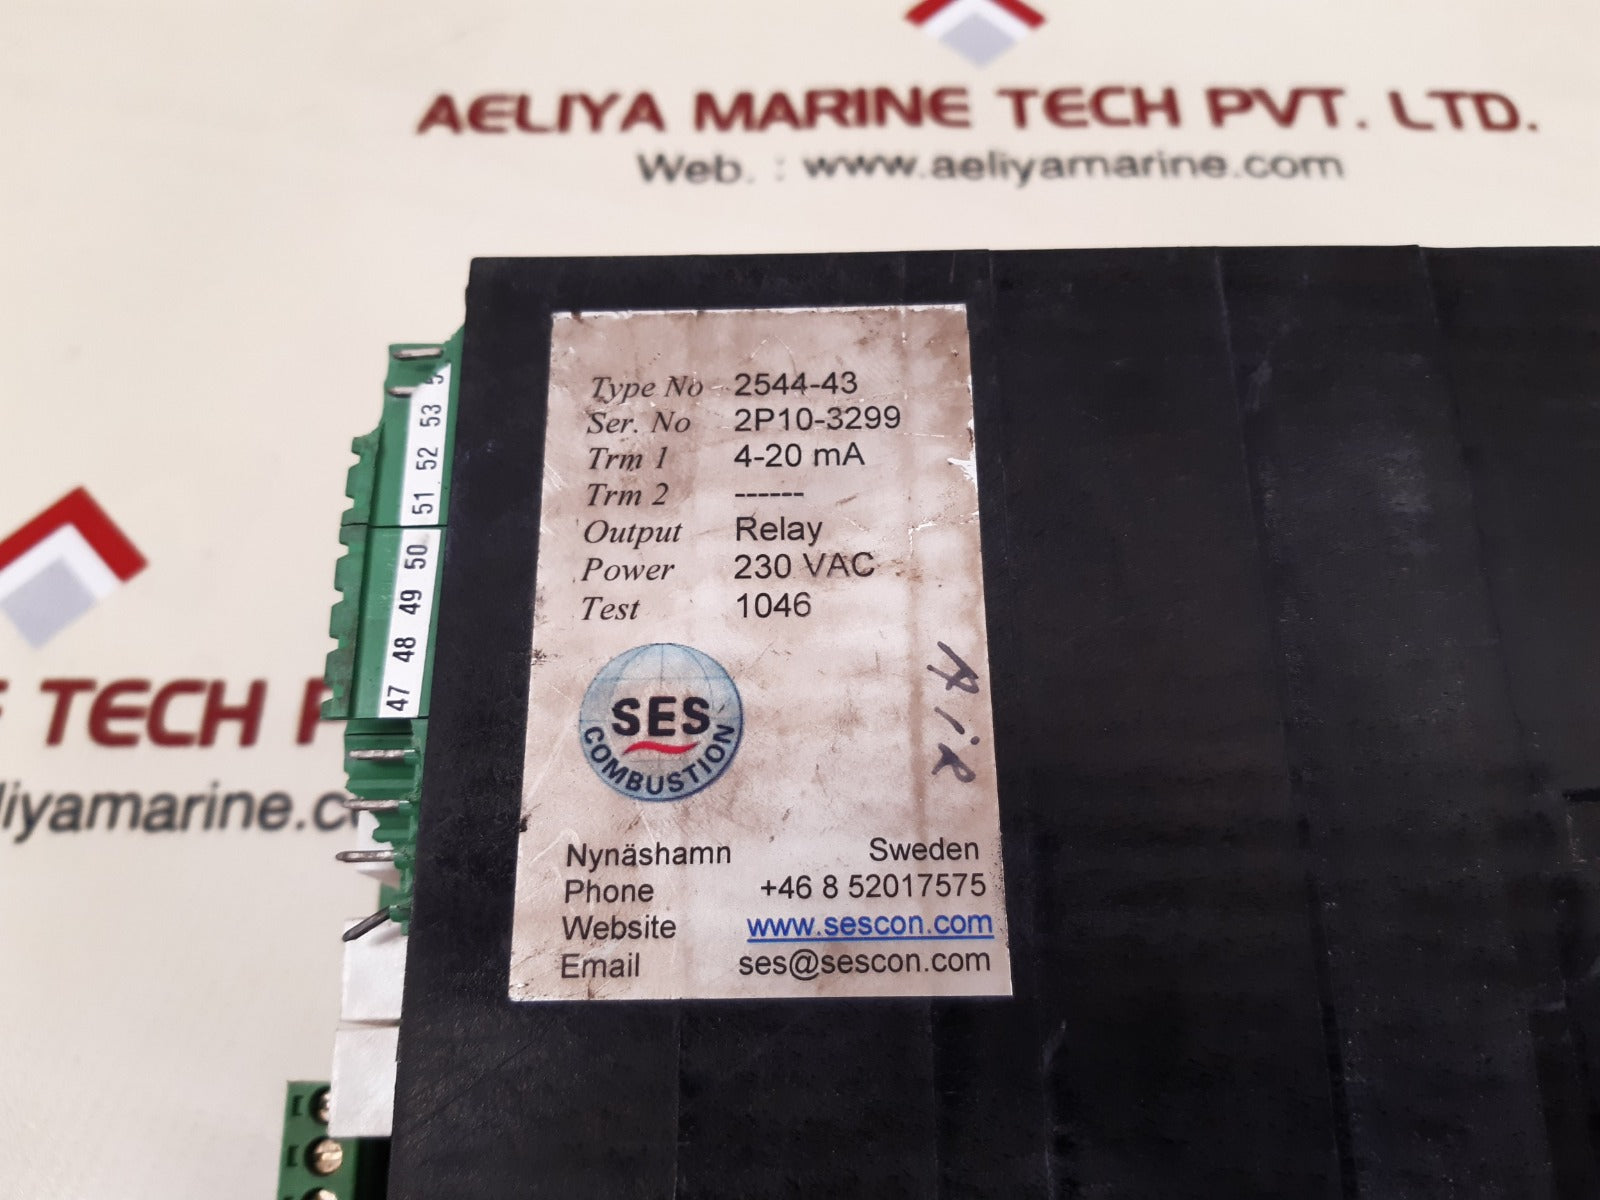 AELIYA MARINE TECH PVT. LTD.
Web. : www.aeliyamarine.com
Type No 2544-43
Ser. No 2P10-3299
Trm 1 4-20 mA
Trm 2 ------
Output Relay
Power 230 VAC
Test 1046
SES
COMBUSTION
AiR
Nynäshamn Sweden
Phone +46 8 52017575
Website www.sescon.com
Email ses@sescon.com
47 48 49 50 51 52 53
TECH